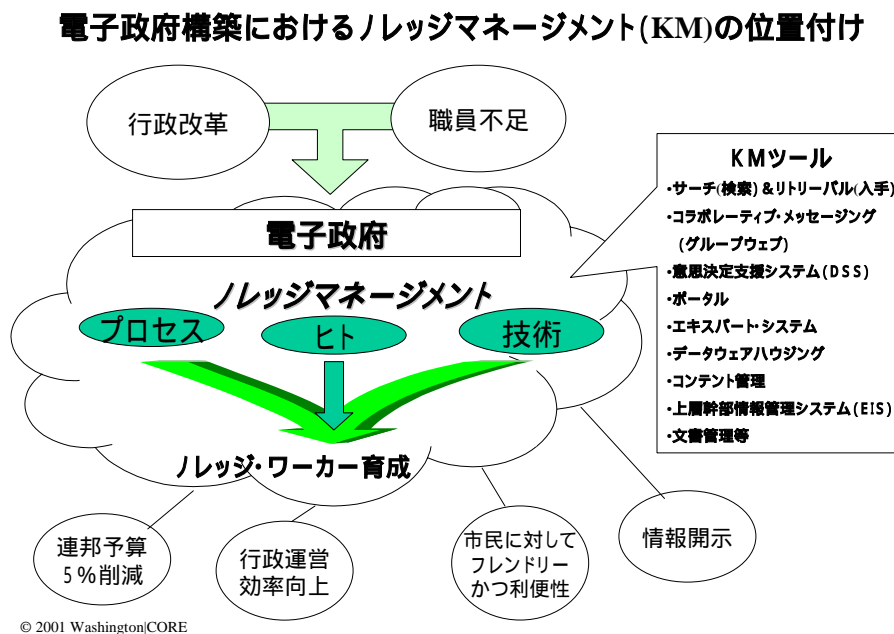 電子政府構築におけるノレッジマネージメント(KM)の位置付け
行政改革
職員不足
電子政府
ノレッジマネージメント
プロセス
ヒト
技術
ノレッジ・ワーカー育成
KMツール
・サーチ(検索)&リトリーバル(入手)
・コラボレーティブ・メッセージング
(グループウェブ)
・意思決定支援システム(DSS)
・ポータル
・エキスパート・システム
・データウェアハウジング
・コンテント管理
・上層幹部情報管理システム(EIS)
・文書管理等
連邦予算
5%削減
行政運営
効率向上
市民に対して
フレンドリー
かつ利便性
情報開示
© 2001 Washington|CORE